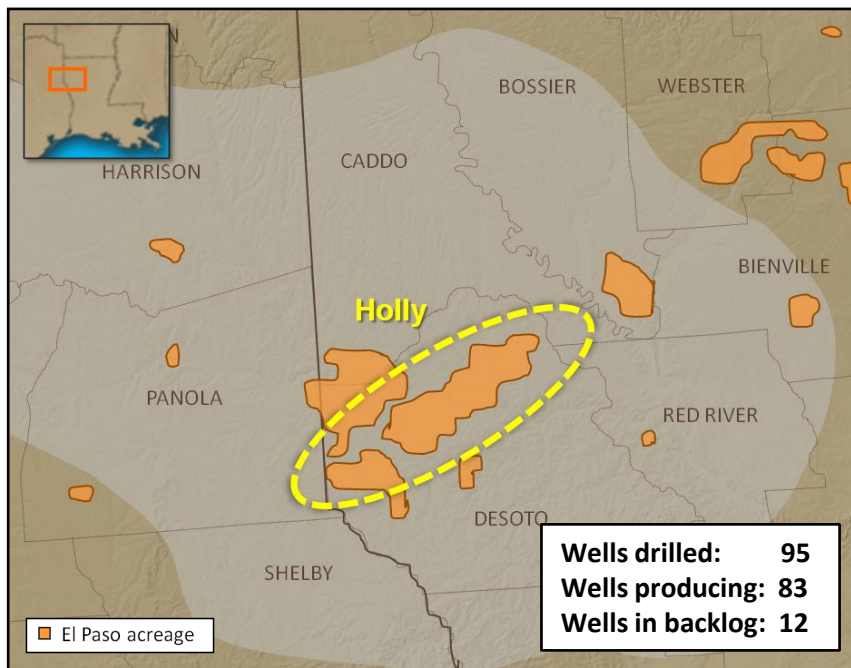 N
BOSSIER
WEBSTER
HARRISON
CADDO
BIENVILLE
Holly
PANOLA
RED RIVER
DESOTO
SHELBY
Wells drilled: 95
Wells producing: 83
Wells in backlog: 12
El Paso acreage